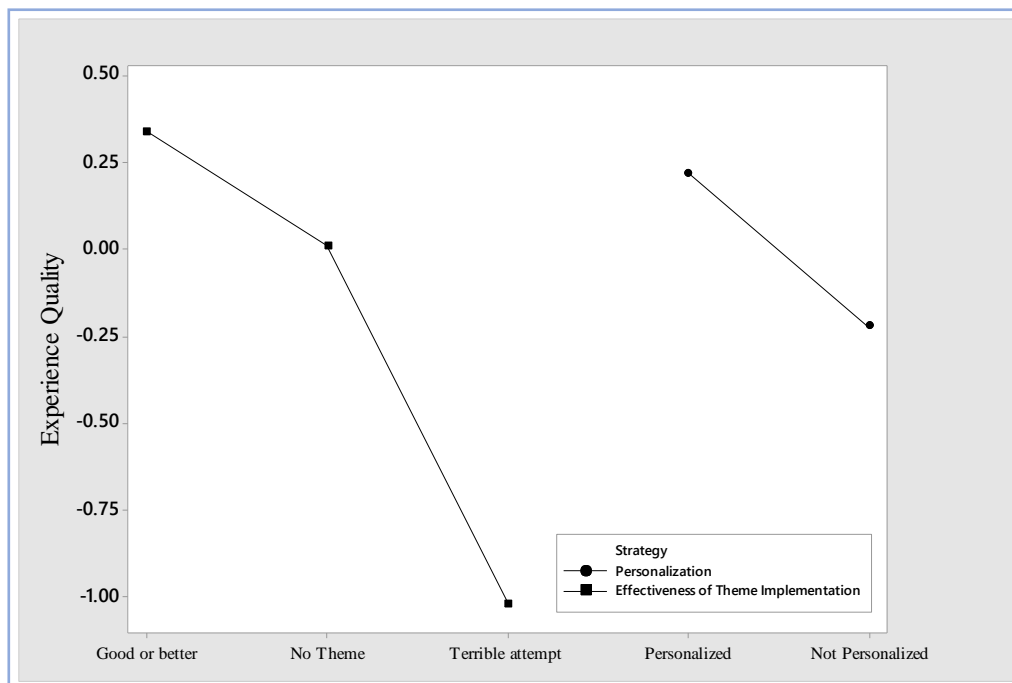 0.50
0.25
0.00
-0.25
-0.50
-0.75
-1.00
Experience Quality
Strategy
Personalization
Effectiveness of Theme Implementation
Good or better No Theme Terrible attempt Personalized Not Personalized